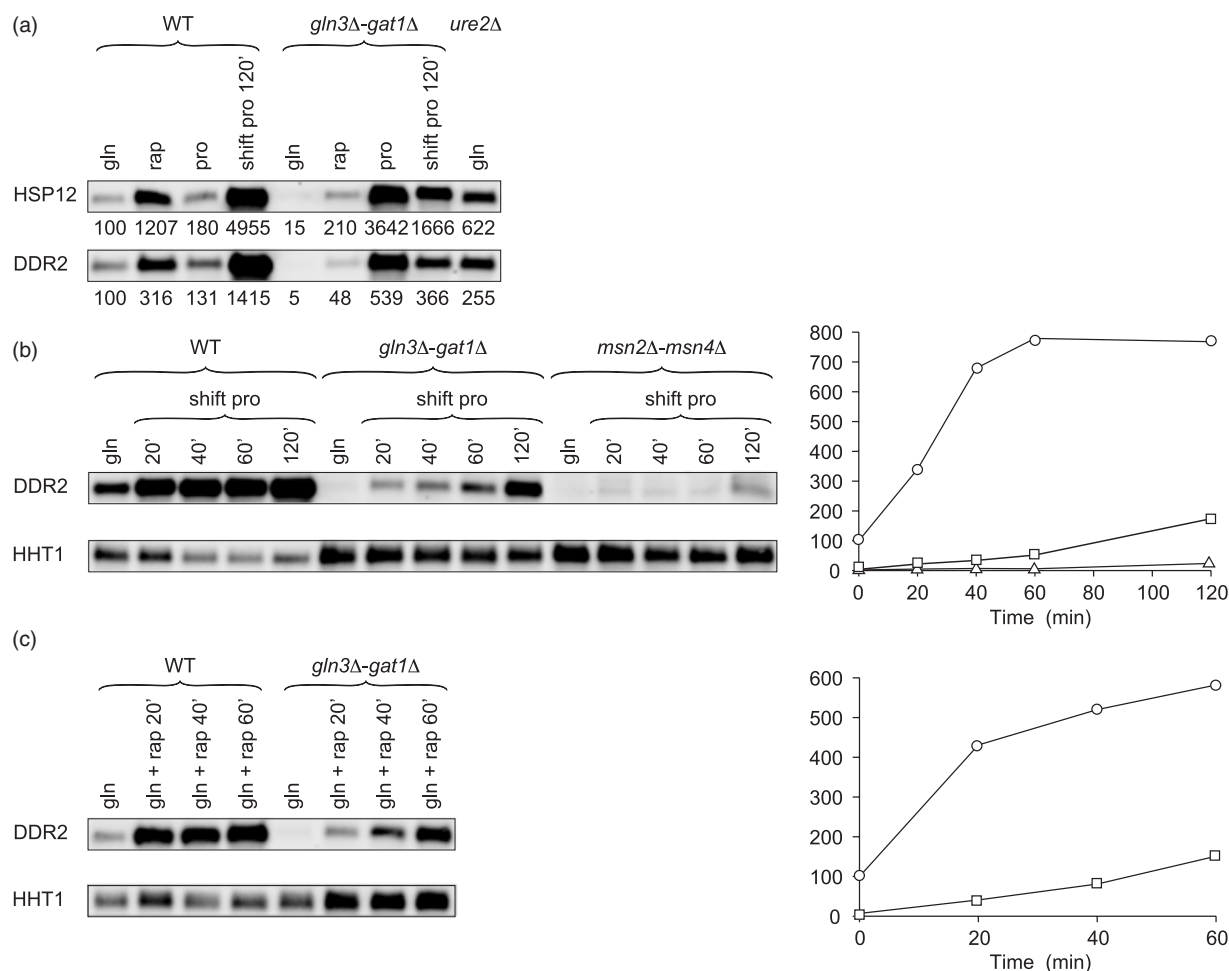 (a)
WT gln3Δ-gat1Δ ure2Δ
gln rap pro shift pro 120' gln rap pro shift pro 120' gln
HSP12
100 1207 180 4955 15 210 3642 1666 622
DDR2
100 316 131 1415 5 48 539 366 255
(b)
WT gln3Δ-gat1Δ msn2Δ-msn4Δ
shift pro shift pro shift pro
gln 20' 40' 60' 120' gln 20' 40' 60' 120' gln 20' 40' 60' 120'
DDR2
HHT1
800
700
600
500
400
300
200
100
0
0 20 40 60 80 100 120
Time (min)
(c)
WT gln3Δ-gat1Δ
gln gln + rap 20' gln + rap 40' gln + rap 60' gln gln + rap 20' gln + rap 40' gln + rap 60'
DDR2
HHT1
600
500
400
300
200
100
0
0 20 40 60
Time (min)